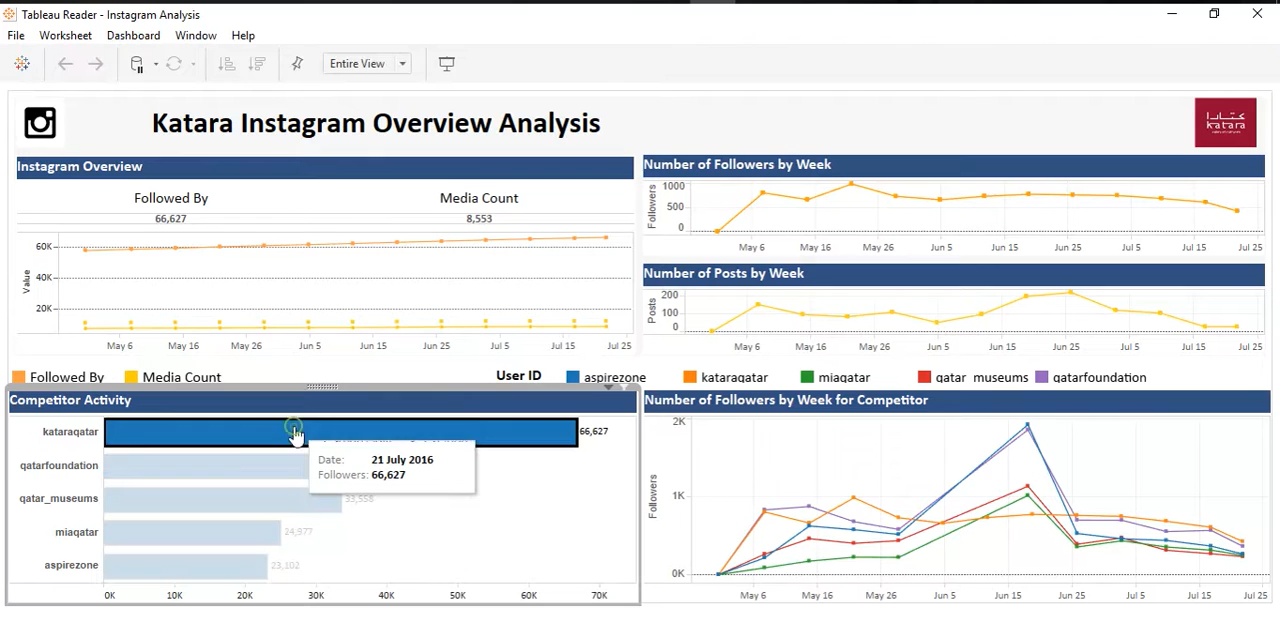 Tableau Reader - Instagram Analysis
File Worksheet Dashboard Window Help
Entire View
Katara Instagram Overview Analysis
كتارا
katara
Instagram Overview
Followed By Media Count
66,627 8,553
60K
40K
20K
Value
May 6 May 16 May 26 Jun 5 Jun 15 Jun 25 Jul 5 Jul 15 Jul 25
Number of Followers by Week
1000
500
0
Followers
May 6 May 16 May 26 Jun 5 Jun 15 Jun 25 Jul 5 Jul 15 Jul 25
Number of Posts by Week
200
100
0
Posts
May 6 May 16 May 26 Jun 5 Jun 15 Jun 25 Jul 5 Jul 15 Jul 25
Followed By Media Count User ID aspirezone kataraqatar miaqatar qatar_museums qatarfoundation
Competitor Activity
kataraqatar 66,627
qatarfoundation
qatar_museums 33,558
miaqatar 24,977
aspirezone 23,102
0K 10K 20K 30K 40K 50K 60K 70K
Date: 21 July 2016
Followers: 66,627
Number of Followers by Week for Competitor
2K
1K
0K
Followers
May 6 May 16 May 26 Jun 5 Jun 15 Jun 25 Jul 5 Jul 15 Jul 25